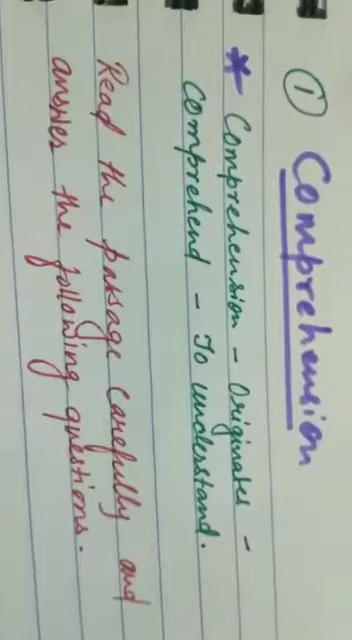 ① Comprehension
* Comprehension - Originates -
Comprehend - To understand.
Read the passage carefully and
answer the following questions.